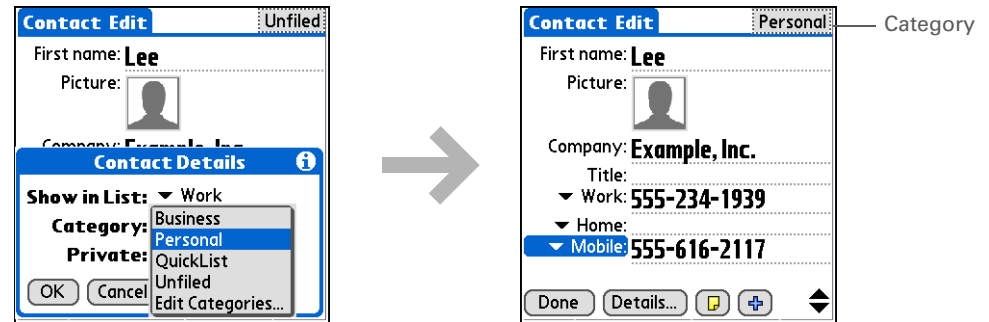 Contact Edit Unfiled
First name: Lee
Picture:
Company: Example, Inc.
Contact Details
Show in List: Work
Category:
Business
Personal
Private:
QuickList
Unfiled
OK Cancel
Edit Categories...
Contact Edit Personal
Category
First name: Lee
Picture:
Company: Example, Inc.
Title:
Work: 555-234-1939
Home:
Mobile: 555-616-2117
Done Details...